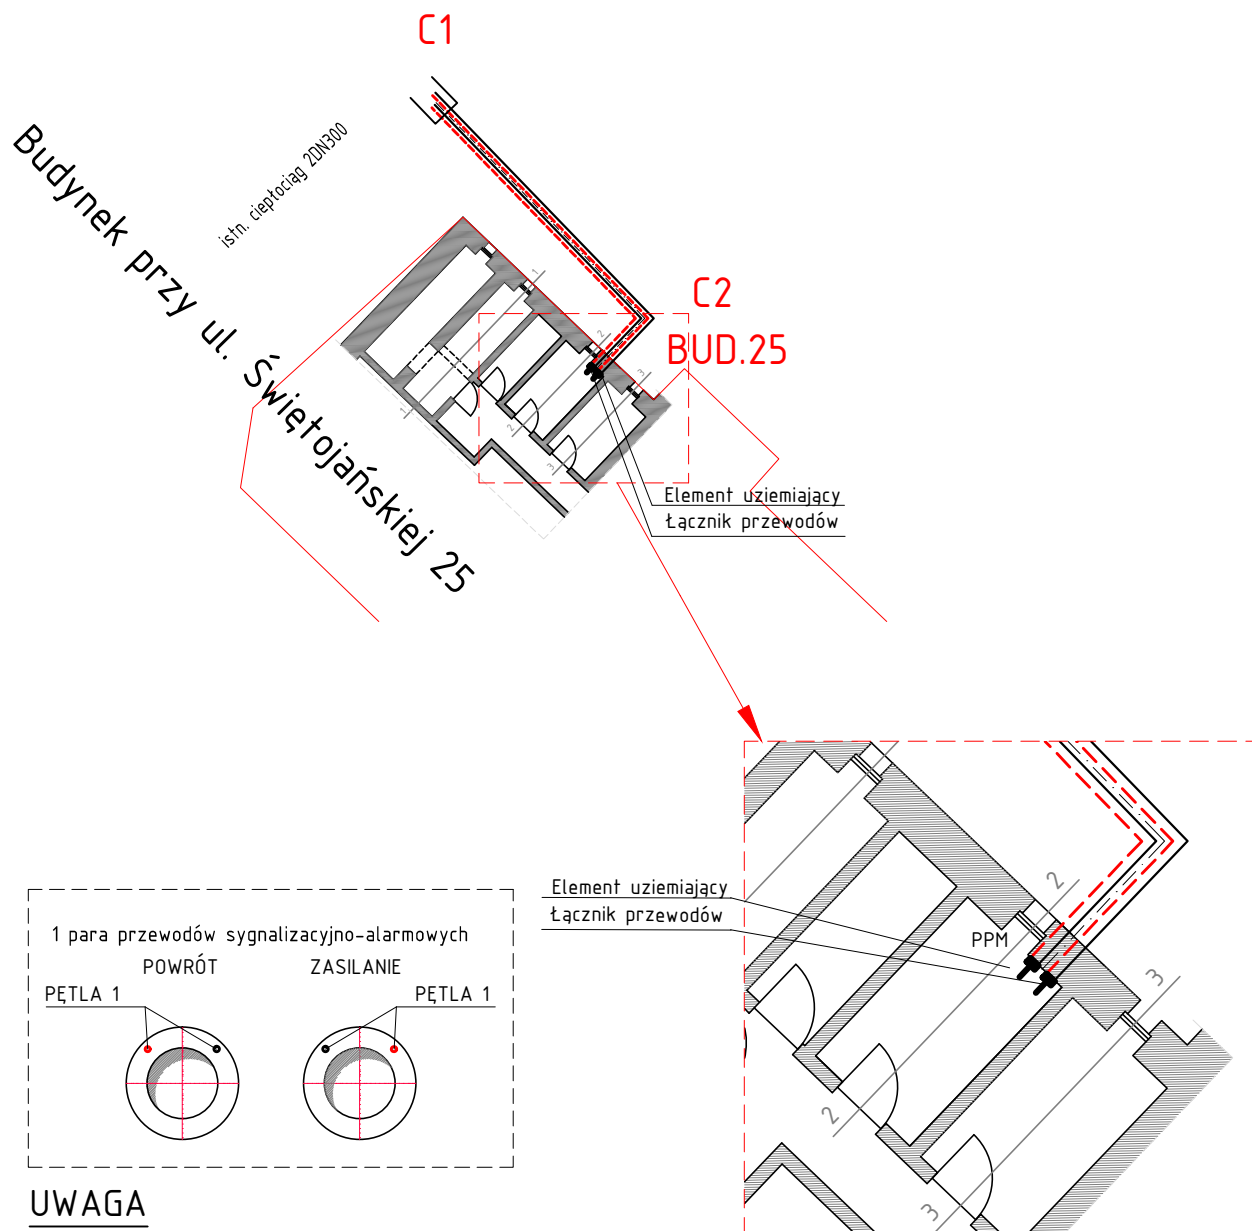 C1
Budynek przy ul. Świętojańskiej 25
istn. ciepłociąg 2DN300
C2
BUD.25
1
2
3
1
2
3
Element uziemiający
Łącznik przewodów
Element uziemiający
Łącznik przewodów
PPM
2
3
2
3
1 para przewodów sygnalizacyjno-alarmowych
POWRÓT
ZASILANIE
PĘTLA 1
PĘTLA 1
UWAGA